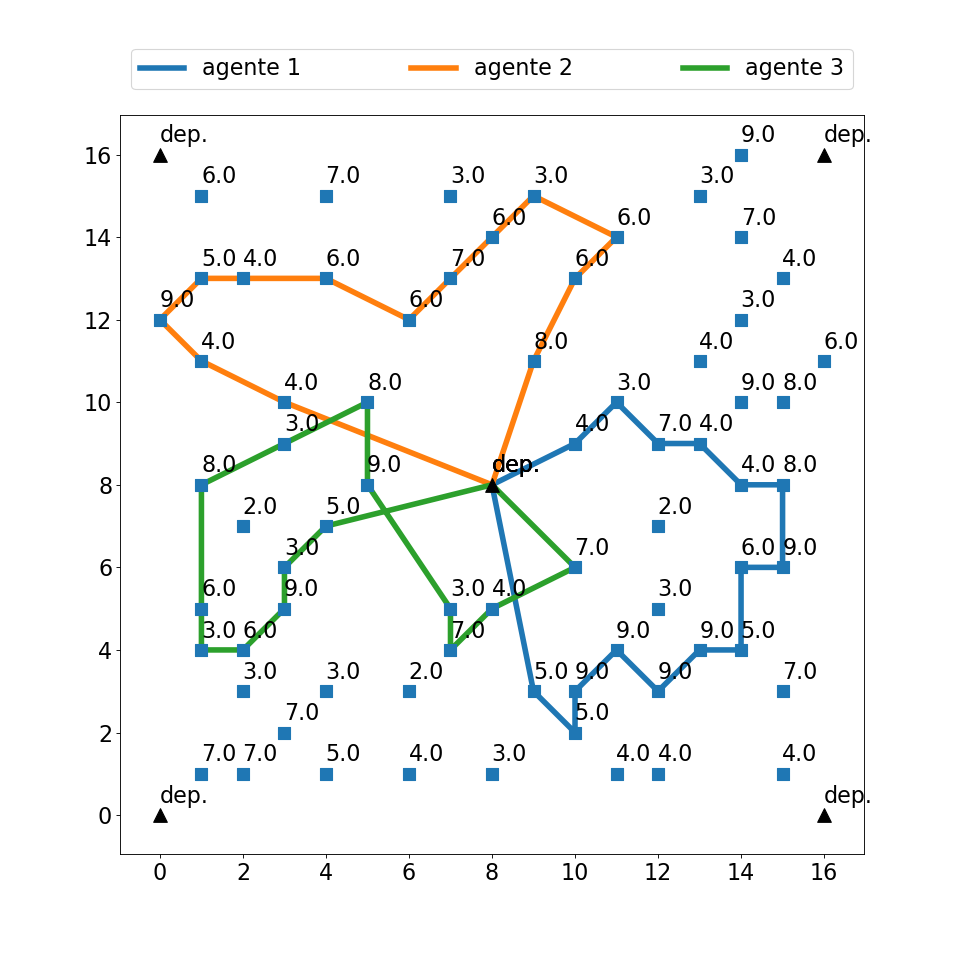 agente 1 agente 2 agente 3
9.0
dep. dep.
16
6.0 7.0 3.0 3.0 3.0
6.0 6.0 7.0
14
5.0 4.0 6.0 7.0 6.0 4.0
9.0 6.0 3.0
12
4.0 8.0 4.0 6.0
4.0 8.0 3.0 9.0 8.0
10
3.0 4.0 7.0 4.0
8.0 9.0 dep. 4.0 8.0
8
2.0 5.0 2.0
3.0 7.0 6.0 9.0
6
6.0 9.0 3.0 4.0 3.0
3.0 6.0 7.0 9.0 9.0 5.0
4
3.0 3.0 2.0 5.0 9.0 9.0 7.0
7.0 5.0
2
7.0 7.0 5.0 4.0 3.0 4.0 4.0 4.0
dep. dep.
0
0 2 4 6 8 10 12 14 16